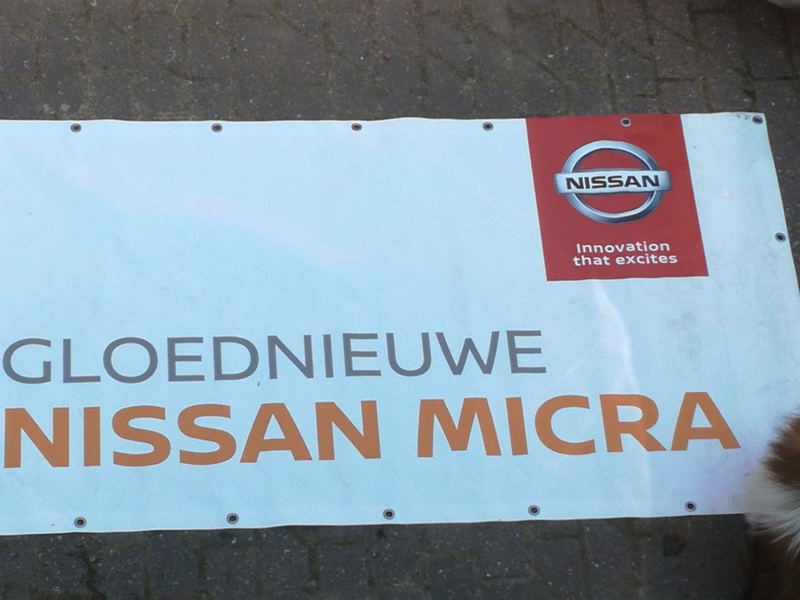 NISSAN
Innovation
that excites
GLOEDNIEUWE
NISSAN MICRA